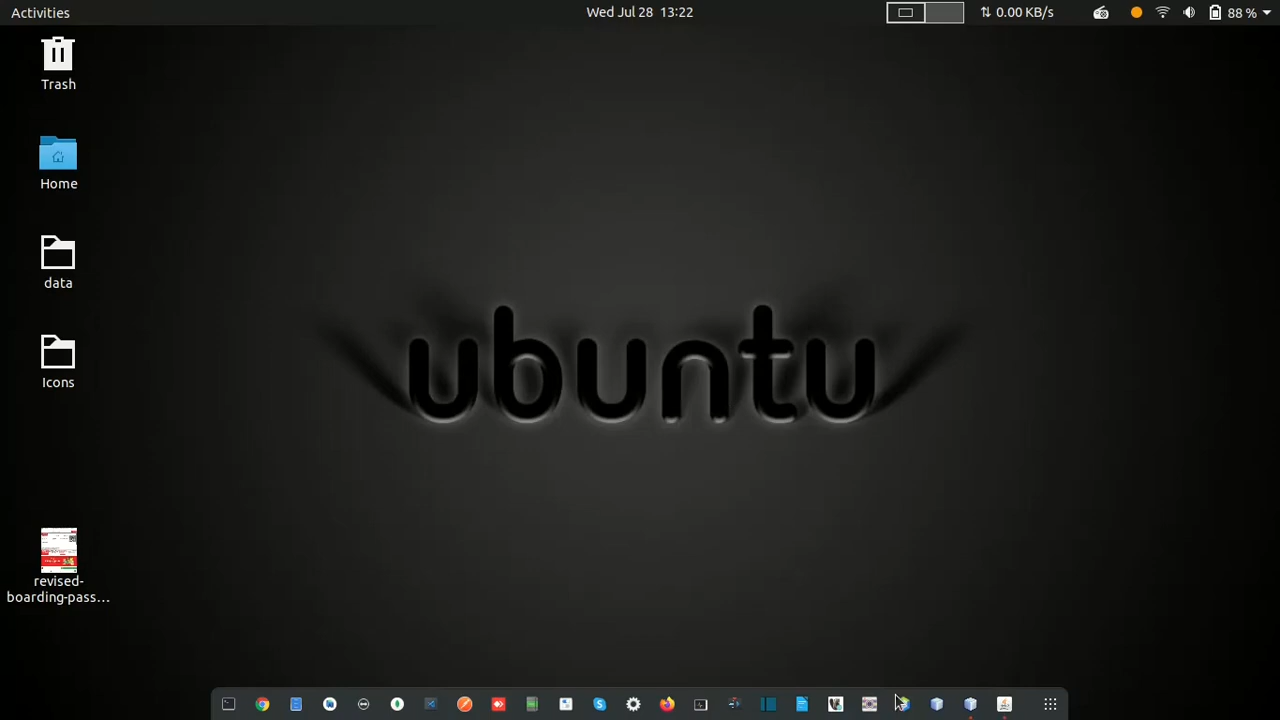 Activities
Wed Jul 28 13:22
0.00 KB/s
88 %
Trash
Home
data
Icons
ubuntu
revised-
boarding-pass...